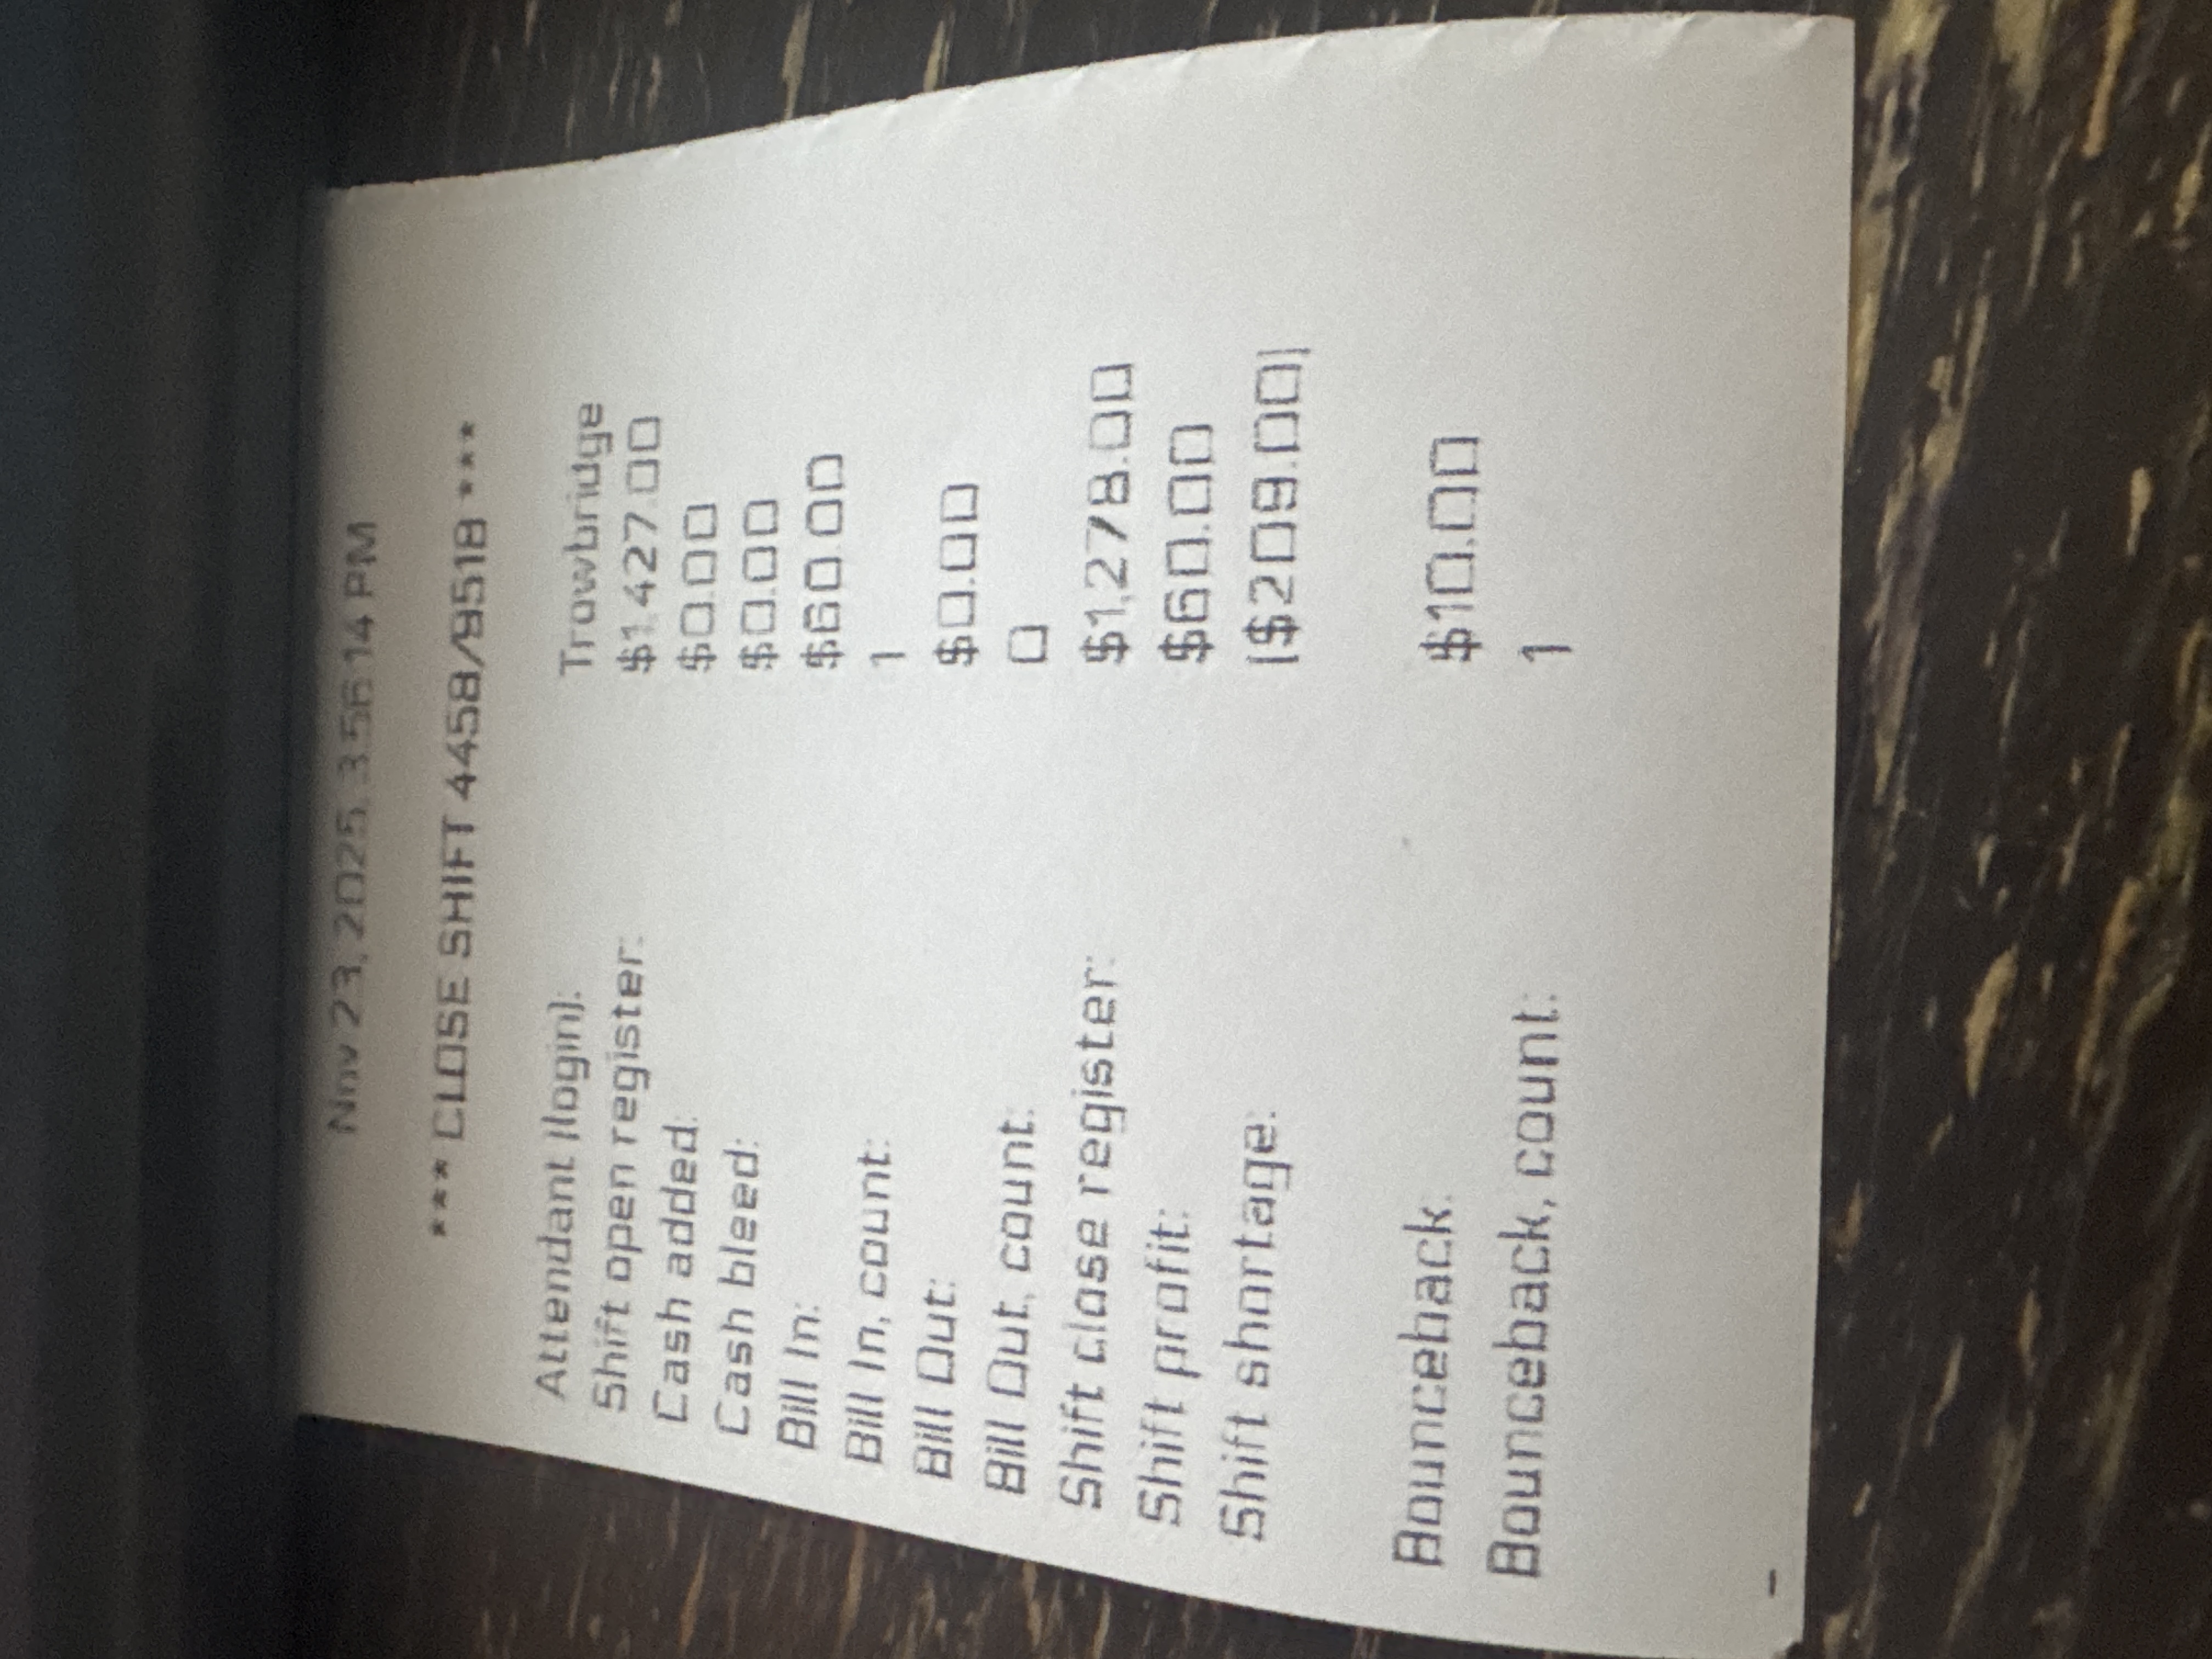 Nov 23, 2025, 3:56:14 PM
*** CLOSE SHIFT 4458/9518 ***
Attendant (login): Trowbridge
Shift open register: $1,427.00
Cash added: $0.00
Cash bleed: $0.00
Bill In: $60.00
Bill In, count: 1
Bill Out: $0.00
Bill Out, count: 0
Shift close register: $1,278.00
Shift profit: $60.00
Shift shortage: ($209.00)
Bounceback: $10.00
Bounceback, count: 1